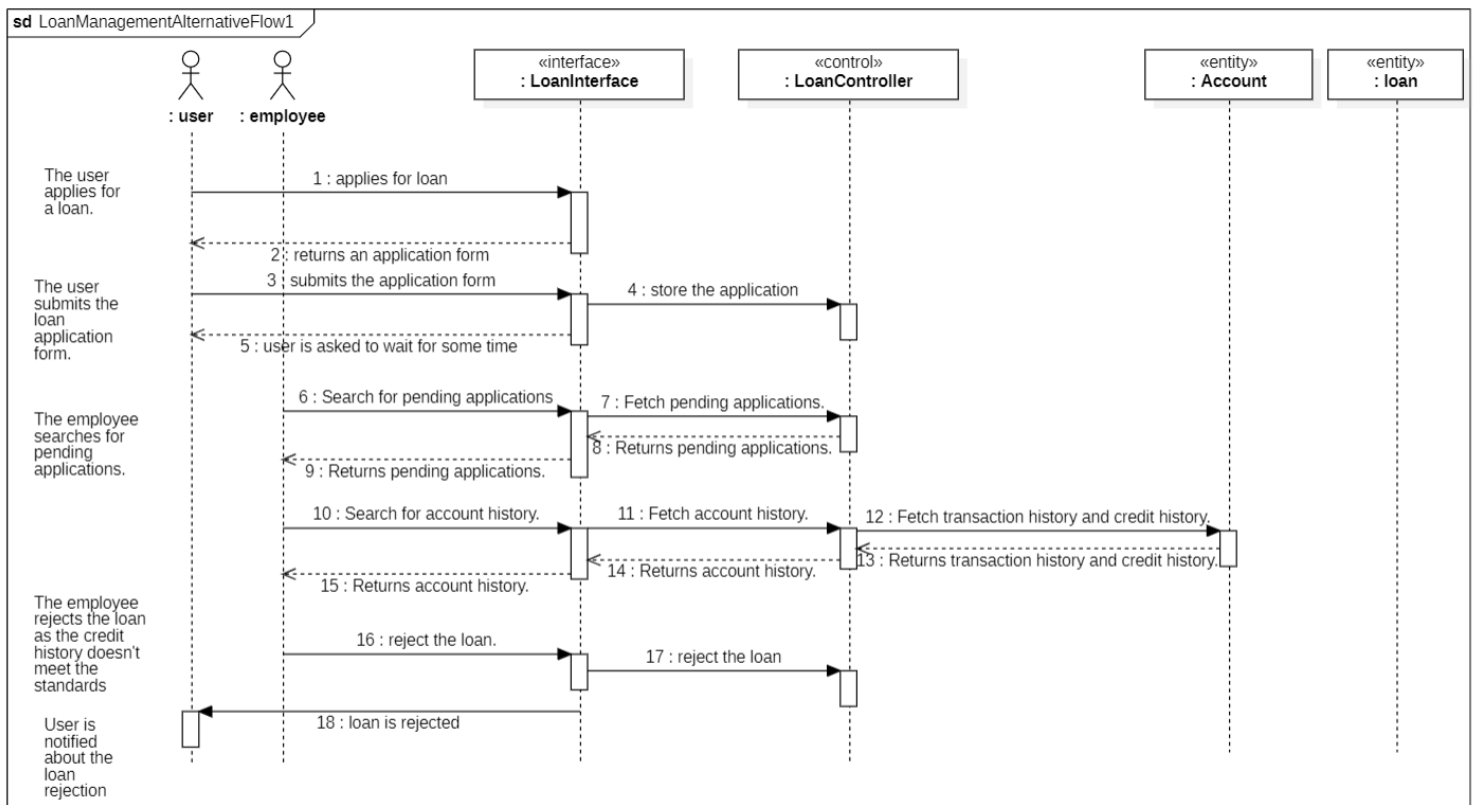 sd LoanManagementAlternativeFlow1
«interface»
: LoanInterface
«control»
: LoanController
«entity»
: Account
«entity»
: loan
: user
: employee
The user
applies for
a loan.
1 : applies for loan
2 : returns an application form
The user
submits the
loan
application
form.
3 : submits the application form
4 : store the application
5 : user is asked to wait for some time
The employee
searches for
pending
applications.
6 : Search for pending applications
7 : Fetch pending applications.
8 : Returns pending applications.
9 : Returns pending applications.
10 : Search for account history.
11 : Fetch account history.
12 : Fetch transaction history and credit history.
13 : Returns transaction history and credit history.
14 : Returns account history.
15 : Returns account history.
The employee
rejects the loan
as the credit
history doesn't
meet the
standards
16 : reject the loan.
17 : reject the loan
18 : loan is rejected
User is
notified
about the
loan
rejection